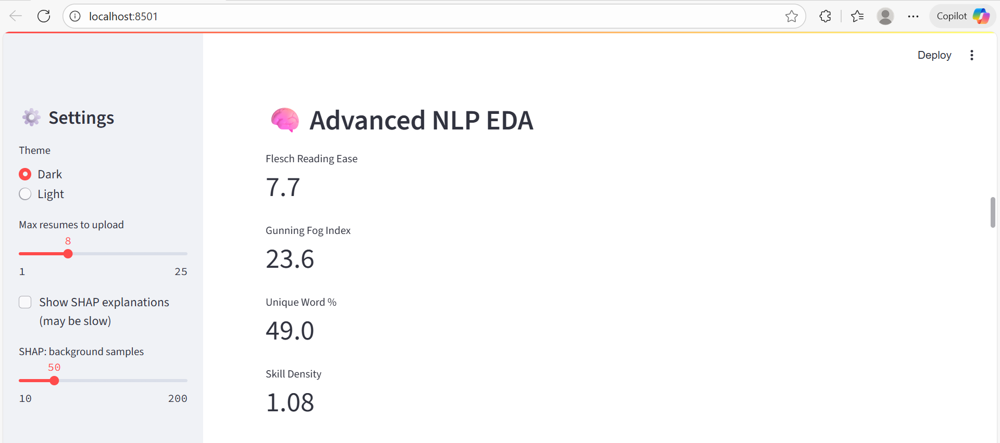 localhost:8501
Copilot
Deploy
Settings
Theme
Dark
Light
Max resumes to upload
8
1 25
Show SHAP explanations
(may be slow)
SHAP: background samples
50
10 200
Advanced NLP EDA
Flesch Reading Ease
7.7
Gunning Fog Index
23.6
Unique Word %
49.0
Skill Density
1.08